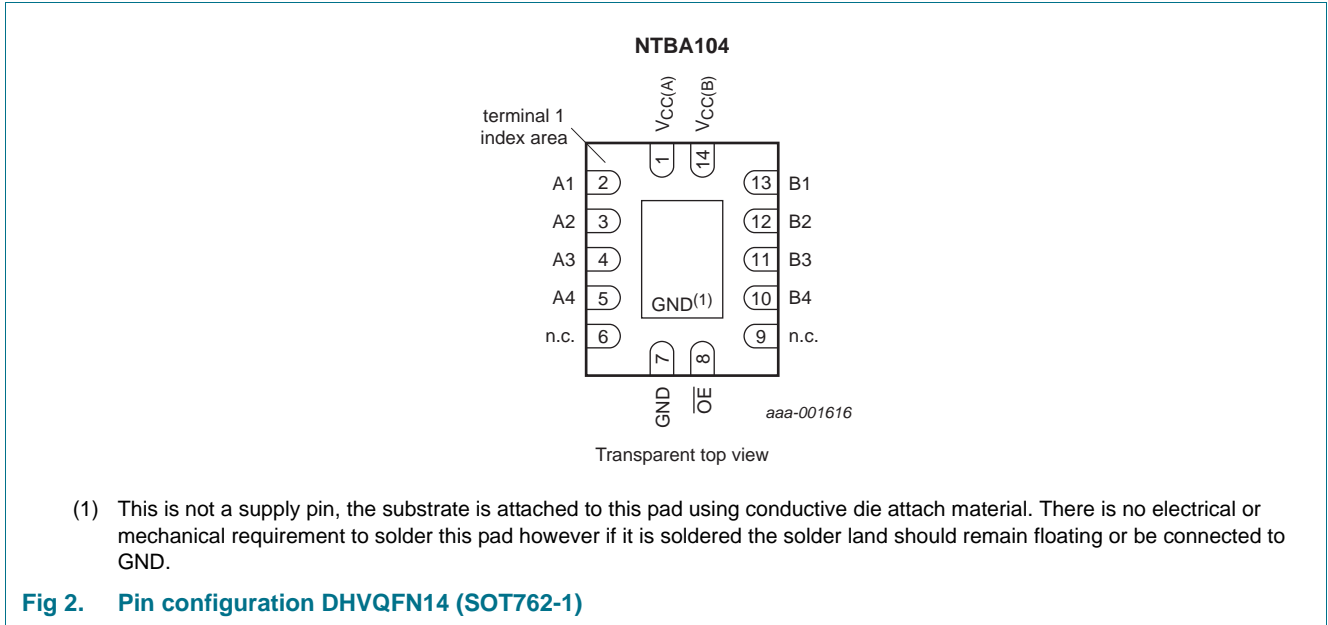 NTBA104
VCC(A)
VCC(B)
terminal 1
index area
1
14
A1 2 13 B1
A2 3 12 B2
A3 4 11 B3
A4 5 GND(1) 10 B4
n.c. 6 9 n.c.
7
8
GND
OE
aaa-001616
Transparent top view
(1) This is not a supply pin, the substrate is attached to this pad using conductive die attach material. There is no electrical or
mechanical requirement to solder this pad however if it is soldered the solder land should remain floating or be connected to
GND.
Fig 2. Pin configuration DHVQFN14 (SOT762-1)